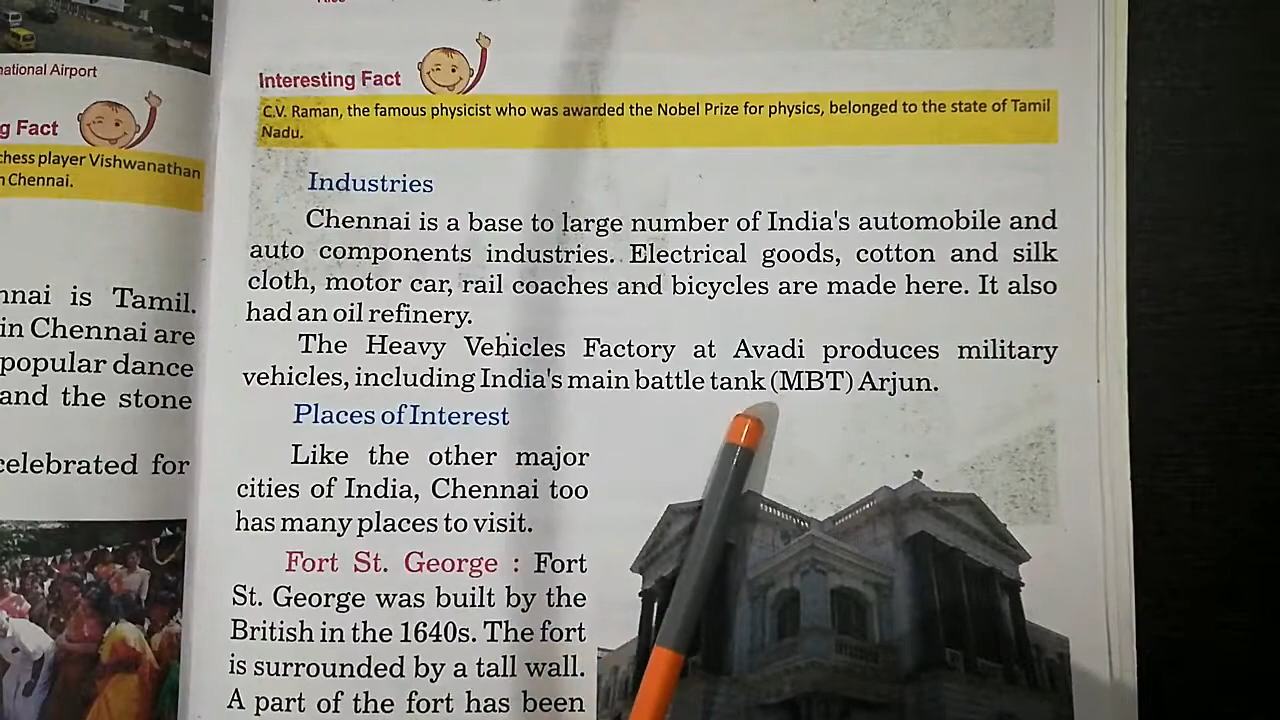 national Airport
g Fact
chess player Vishwanathan
n Chennai.
nnai is Tamil.
in Chennai are
popular dance
and the stone
celebrated for
Interesting Fact
C.V. Raman, the famous physicist who was awarded the Nobel Prize for physics, belonged to the state of Tamil
Nadu.
Industries
Chennai is a base to large number of India's automobile and
auto components industries. Electrical goods, cotton and silk
cloth, motor car, rail coaches and bicycles are made here. It also
had an oil refinery.
The Heavy Vehicles Factory at Avadi produces military
vehicles, including India's main battle tank (MBT) Arjun.
Places of Interest
Like the other major
cities of India, Chennai too
has many places to visit.
Fort St. George : Fort
St. George was built by the
British in the 1640s. The fort
is surrounded by a tall wall.
A part of the fort has been